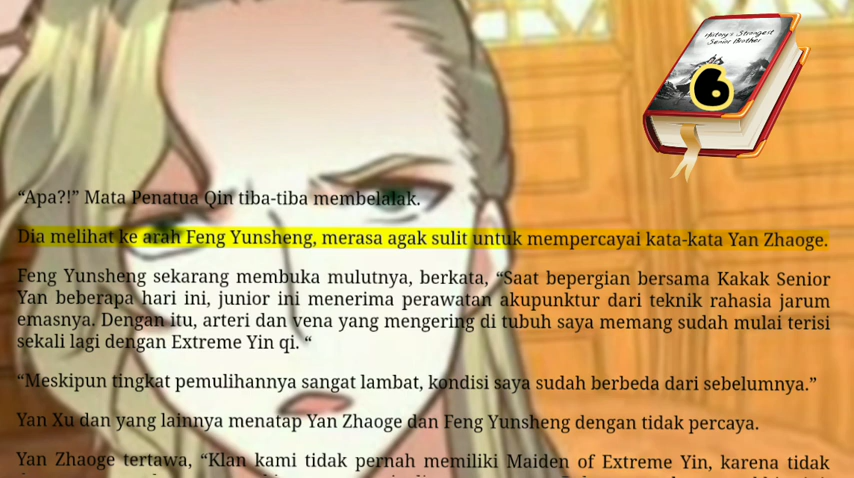 History's Strongest
Senior Brother
6
“Apa?!” Mata Penatua Qin tiba-tiba membelalak.
Dia melihat ke arah Feng Yunsheng, merasa agak sulit untuk mempercayai kata-kata Yan Zhaoge.
Feng Yunsheng sekarang membuka mulutnya, berkata, “Saat bepergian bersama Kakak Senior
Yan beberapa hari ini, junior ini menerima perawatan akupunktur dari teknik rahasia jarum
emasnya. Dengan itu, arteri dan vena yang mengering di tubuh saya memang sudah mulai terisi
sekali lagi dengan Extreme Yin qi. “
“Meskipun tingkat pemulihannya sangat lambat, kondisi saya sudah berbeda dari sebelumnya.”
Yan Xu dan yang lainnya menatap Yan Zhaoge dan Feng Yunsheng dengan tidak percaya.
Yan Zhaoge tertawa, “Klan kami tidak pernah memiliki Maiden of Extreme Yin, karena tidak